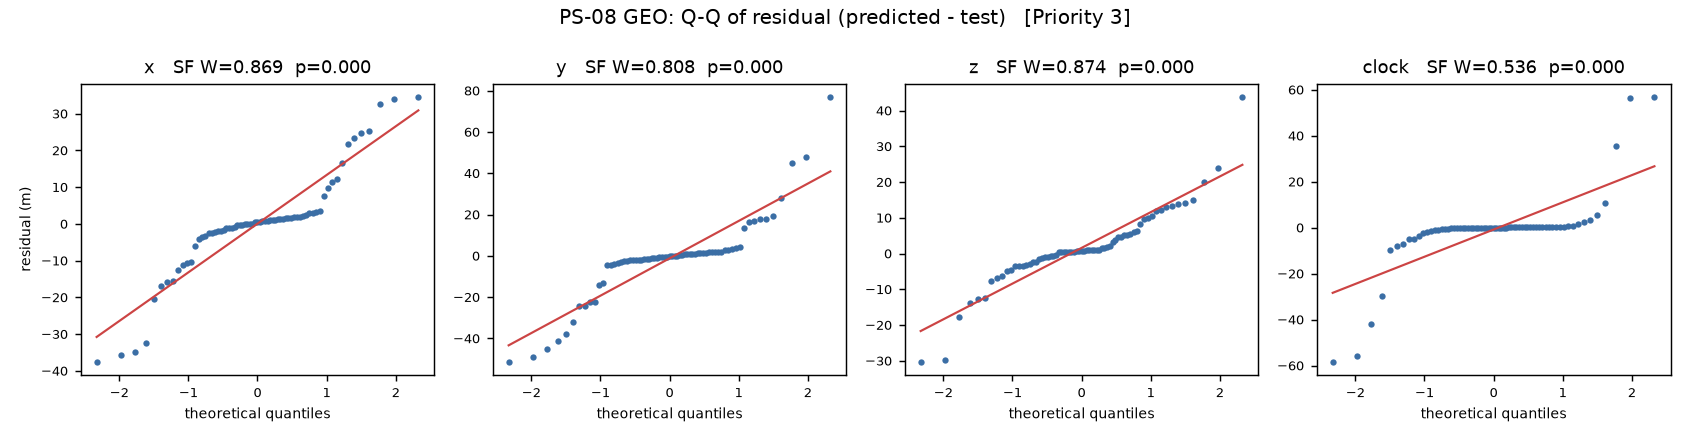 PS-08 GEO: Q-Q of residual (predicted - test)   [Priority 3]
x   SF W=0.869  p=0.000
30
20
10
0
−10
−20
−30
−40
residual (m)
−2 −1 0 1 2
theoretical quantiles
y   SF W=0.808  p=0.000
80
60
40
20
0
−20
−40
−2 −1 0 1 2
theoretical quantiles
z   SF W=0.874  p=0.000
40
30
20
10
0
−10
−20
−30
−2 −1 0 1 2
theoretical quantiles
clock   SF W=0.536  p=0.000
60
40
20
0
−20
−40
−60
−2 −1 0 1 2
theoretical quantiles